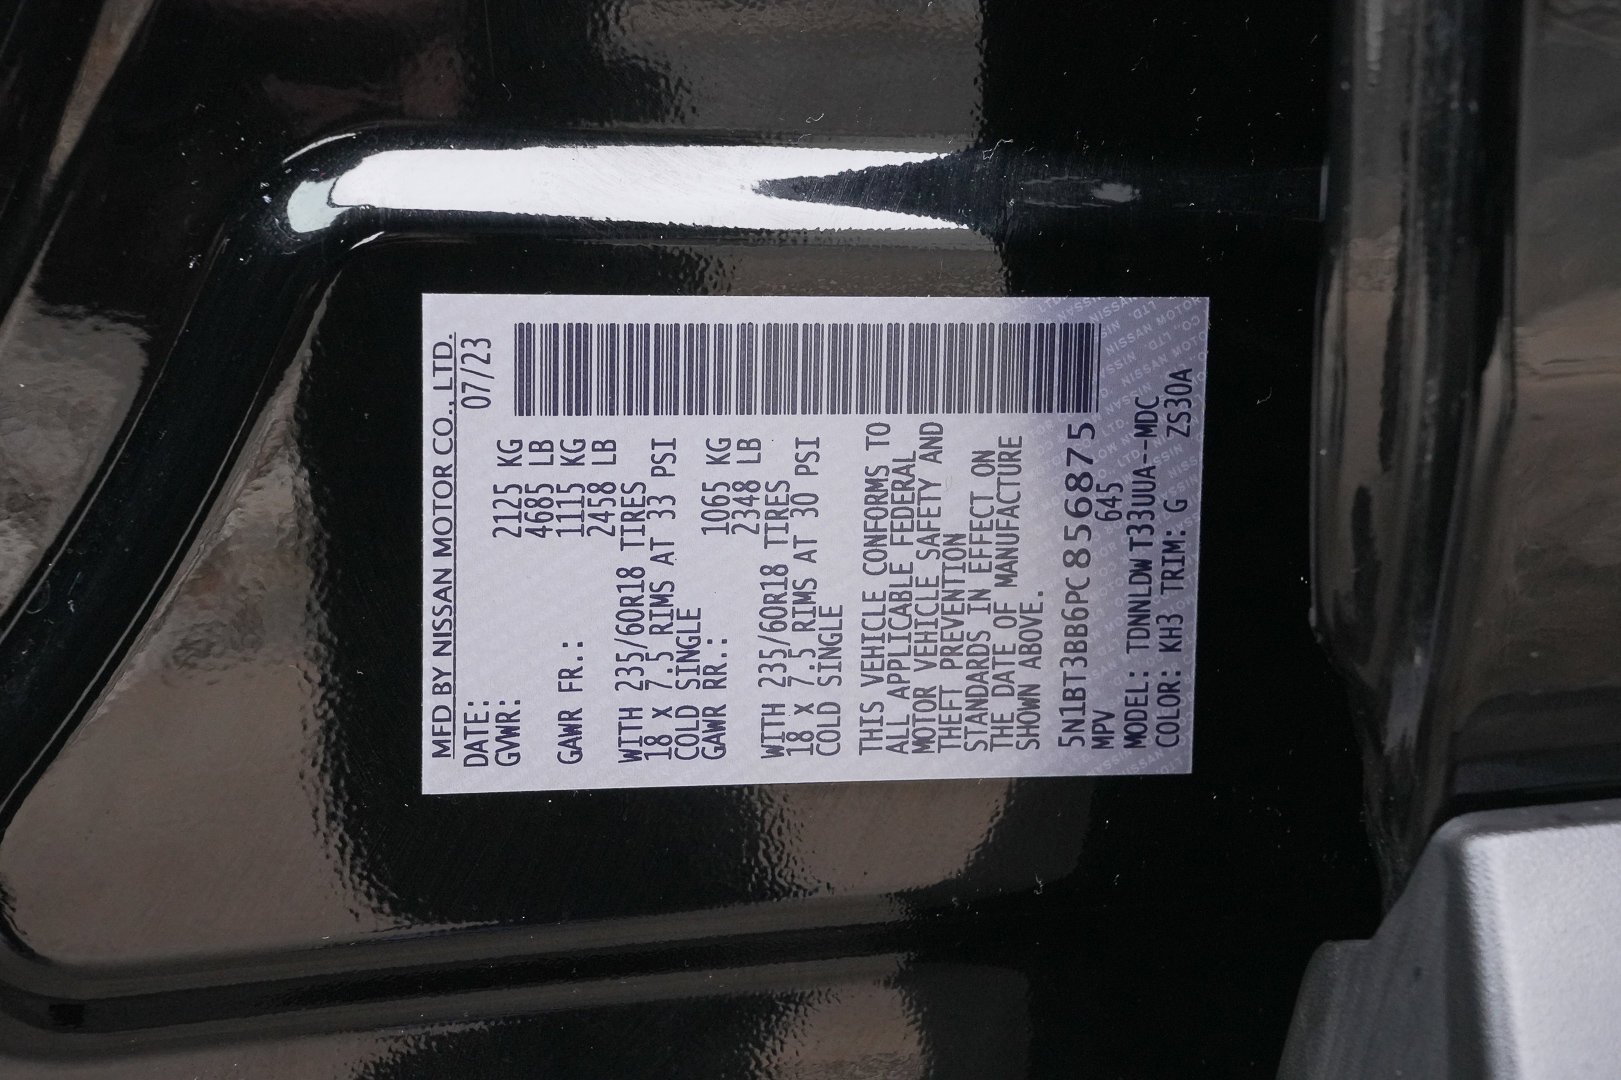 MFD BY NISSAN MOTOR CO., LTD.
DATE: 07/23
GVWR: 2125 KG
4685 LB
GAWR FR.: 1115 KG
2458 LB
WITH 235/60R18 TIRES
18 X 7.5 RIMS AT 33 PSI
COLD SINGLE
GAWR RR.: 1065 KG
2348 LB
WITH 235/60R18 TIRES
18 X 7.5 RIMS AT 30 PSI
COLD SINGLE
THIS VEHICLE CONFORMS TO
ALL APPLICABLE FEDERAL
MOTOR VEHICLE SAFETY AND
THEFT PREVENTION
STANDARDS IN EFFECT ON
THE DATE OF MANUFACTURE
SHOWN ABOVE.
5N1BT3BB6PC856875
MPV 645
MODEL: TDNNLDWT33UUA--MDC
COLOR: KH3 TRIM: G ZS30A